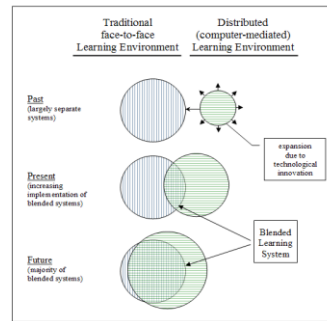 Traditional
face-to-face
Learning Environment
Distributed
(computer-mediated)
Learning Environment
Past
(largely separate
systems)
expansion
due to
technological
innovation
Present
(increasing
implementation of
blended systems)
Blended
Learning
System
Future
(majority of
blended systems)